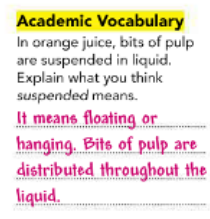 Academic Vocabulary
In orange juice, bits of pulp
are suspended in liquid.
Explain what you think
suspended means.
It means floating or
hanging. Bits of pulp are
distributed throughout the
liquid.